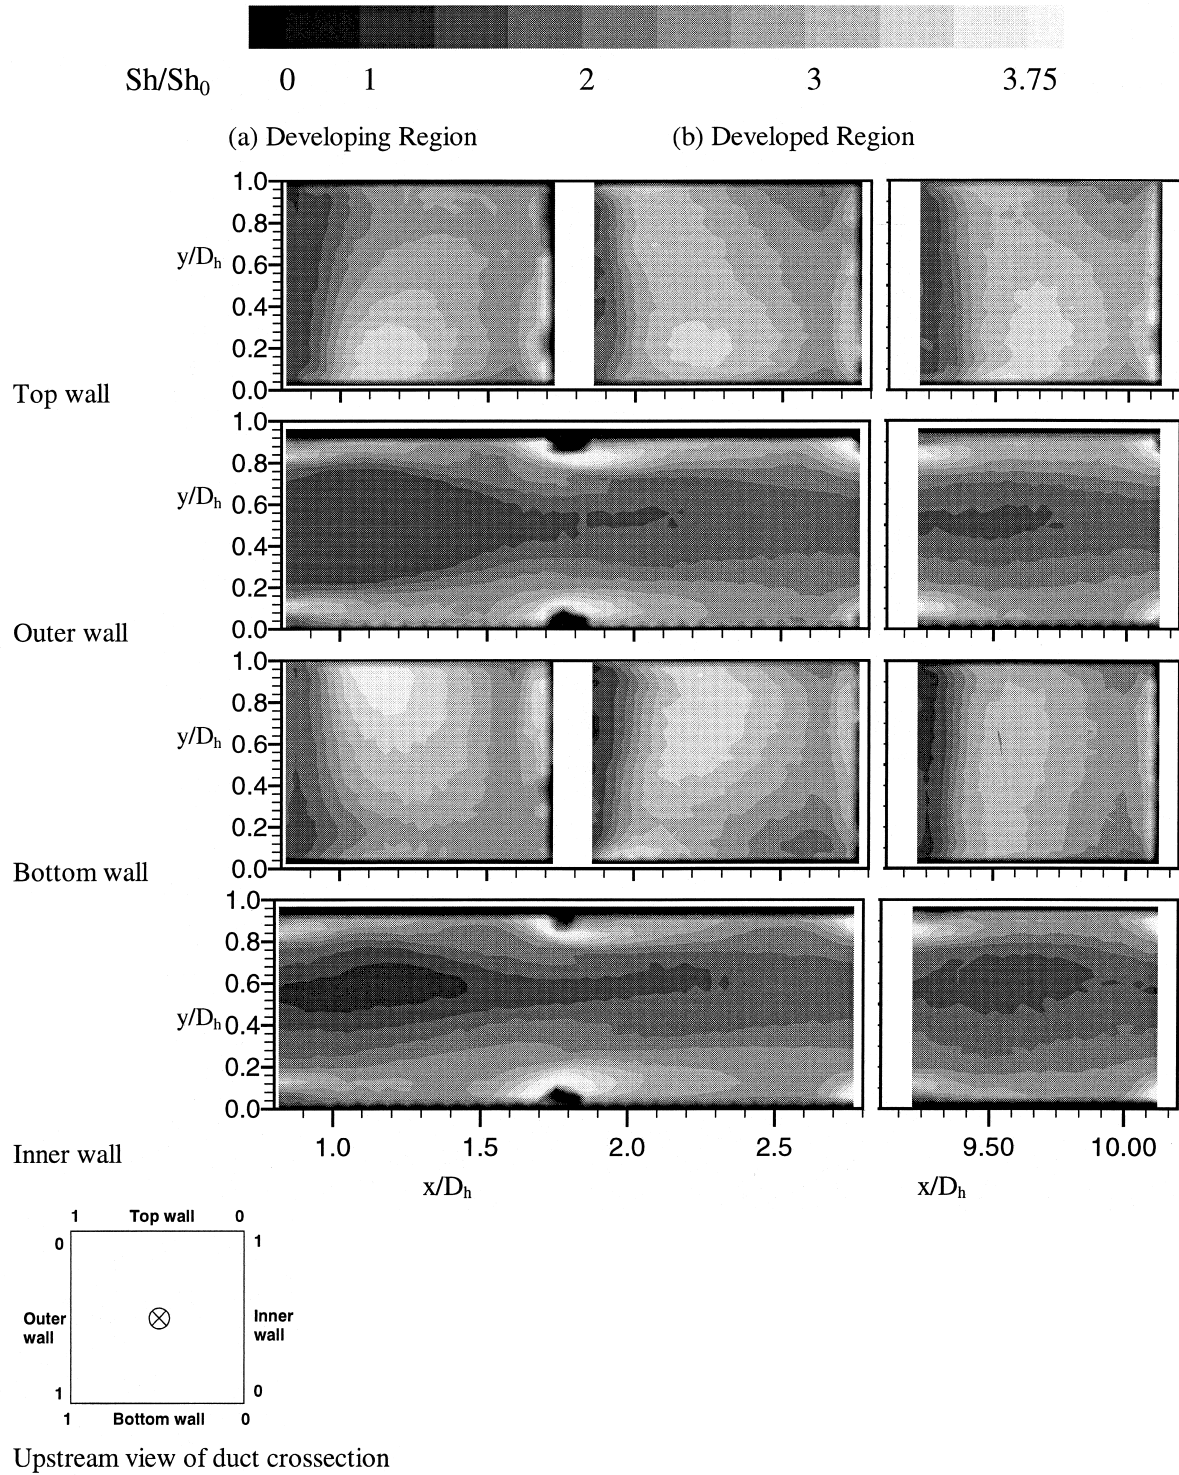 Sh/Sh0 0 1 2 3 3.75
(a) Developing Region (b) Developed Region
1.0
0.8
y/Dh 0.6
0.4
0.2
0.0
Top wall
1.0
0.8
y/Dh 0.6
0.4
0.2
0.0
Outer wall
1.0
0.8
y/Dh 0.6
0.4
0.2
0.0
Bottom wall
1.0
0.8
0.6
y/Dh 0.4
0.2
0.0
1.0 1.5 2.0 2.5 9.50 10.00
Inner wall
x/Dh x/Dh
1 Top wall 0
0 1
Outer Inner
wall wall
1 0
1 Bottom wall 0
Upstream view of duct crossection